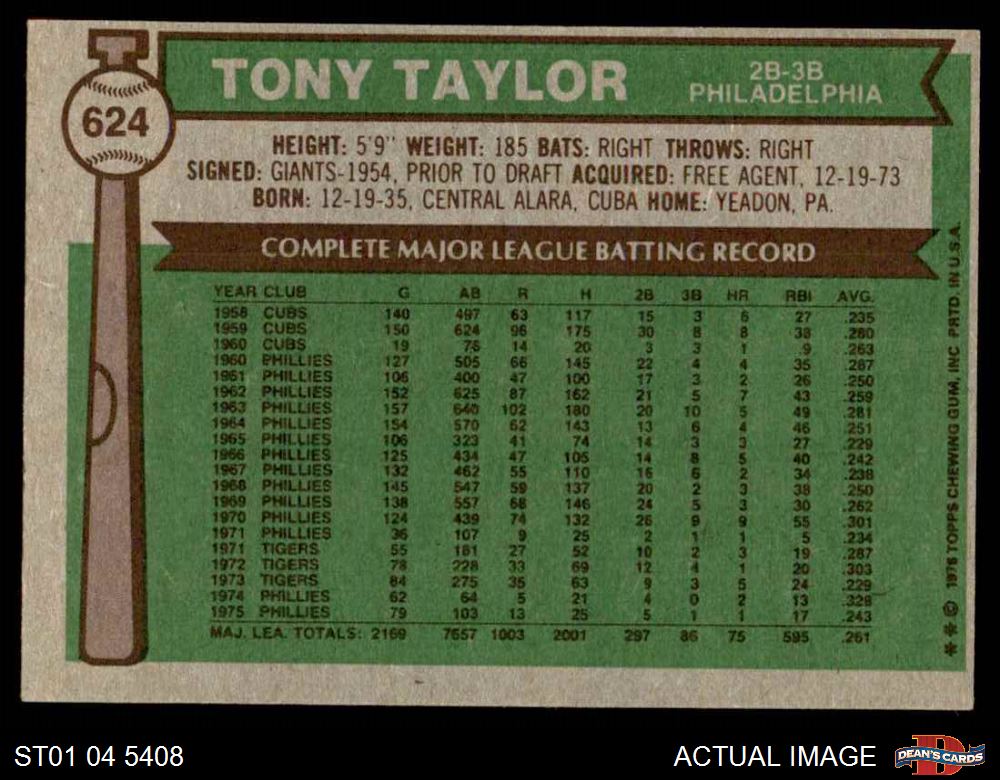 TONY TAYLOR
2B-3B
PHILADELPHIA
624
HEIGHT: 5'9" WEIGHT: 185 BATS: RIGHT THROWS: RIGHT
SIGNED: GIANTS-1954, PRIOR TO DRAFT ACQUIRED: FREE AGENT, 12-19-73
BORN: 12-19-35, CENTRAL ALARA, CUBA HOME: YEADON, PA.
COMPLETE MAJOR LEAGUE BATTING RECORD
YEAR CLUB G AB R H 2B 3B HR RBI AVG.
1958 CUBS 140 497 63 117 15 3 6 27 .235
1959 CUBS 150 624 96 175 30 8 8 38 .280
1960 CUBS 19 76 14 20 3 3 1 9 .263
1960 PHILLIES 127 505 66 145 22 4 4 35 .287
1961 PHILLIES 106 400 47 100 17 3 2 26 .250
1962 PHILLIES 152 625 87 162 21 5 7 43 .259
1963 PHILLIES 157 640 102 180 20 10 5 49 .281
1964 PHILLIES 154 570 62 143 13 6 4 46 .251
1965 PHILLIES 106 323 41 74 14 3 3 27 .229
1966 PHILLIES 125 434 47 105 14 8 5 40 .242
1967 PHILLIES 132 462 55 110 16 6 2 34 .238
1968 PHILLIES 145 547 59 137 20 2 3 38 .250
1969 PHILLIES 138 557 68 146 24 5 3 30 .262
1970 PHILLIES 124 439 74 132 26 9 9 55 .301
1971 PHILLIES 36 107 9 25 2 1 1 5 .234
1971 TIGERS 55 181 27 52 10 2 3 19 .287
1972 TIGERS 78 228 33 69 12 4 1 20 .303
1973 TIGERS 84 275 35 63 9 3 5 24 .229
1974 PHILLIES 62 64 5 21 4 0 2 13 .328
1975 PHILLIES 79 103 13 25 5 1 1 17 .243
MAJ. LEA. TOTALS: 2169 7657 1003 2001 297 86 75 595 .261
** © 1976 TOPPS CHEWING GUM, INC PRTD. IN U.S.A.
ST01 04 5408
ACTUAL IMAGE
D
DEAN'S CARDS